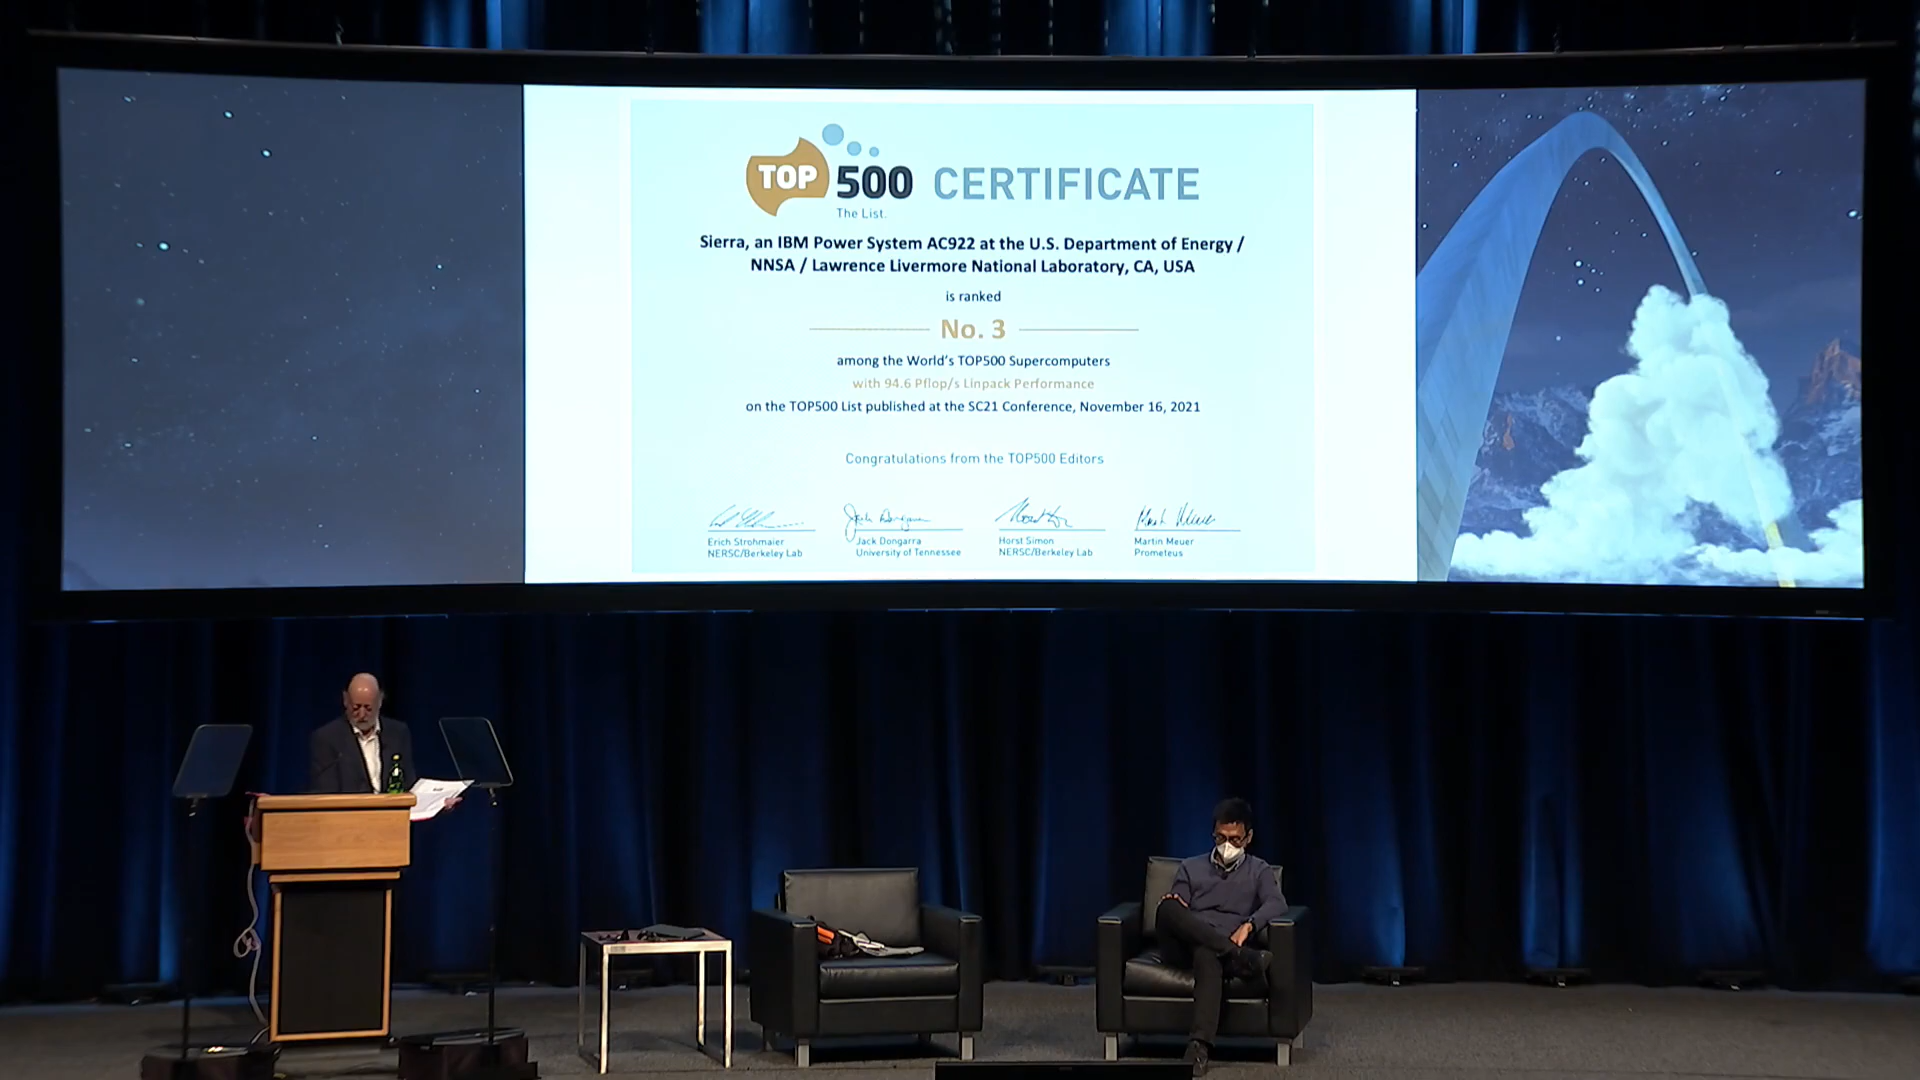 TOP 500 CERTIFICATE
The List.
Sierra, an IBM Power System AC922 at the U.S. Department of Energy /
NNSA / Lawrence Livermore National Laboratory, CA, USA
is ranked
No. 3
among the World's TOP500 Supercomputers
with 94.6 Pflop/s Linpack Performance
on the TOP500 List published at the SC21 Conference, November 16, 2021
Congratulations from the TOP500 Editors
Erich Strohmaier
NERSC/Berkeley Lab
Jack Dongarra
University of Tennessee
Horst Simon
NERSC/Berkeley Lab
Martin Meuer
Prometeus